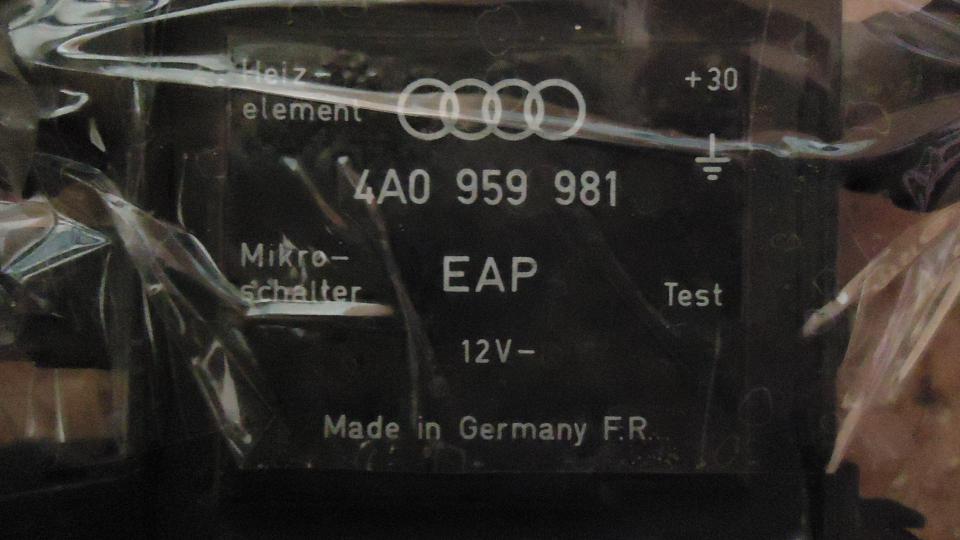 Heiz-
element
+30
4A0 959 981
Mikro-
schalter
EAP
Test
12V-
Made in Germany F.R.